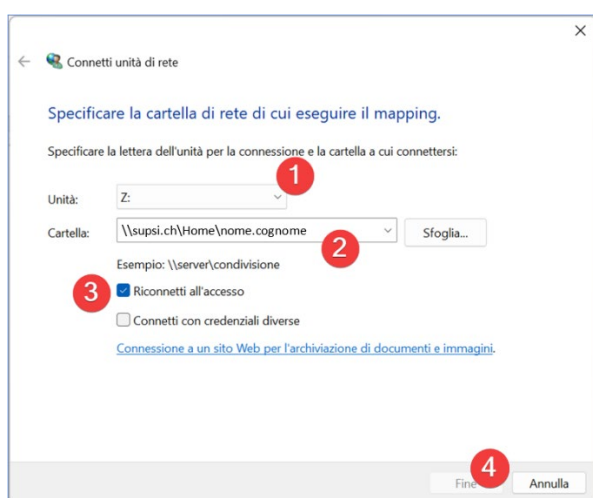 Connetti unità di rete
Specificare la cartella di rete di cui eseguire il mapping.
Specificare la lettera dell'unità per la connessione e la cartella a cui connettersi:
1
Unità: Z:
Cartella: \\supsi.ch\Home\nome.cognome Sfoglia...
2
Esempio: \\server\condivisione
3 Riconnetti all'accesso
Connetti con credenziali diverse
Connessione a un sito Web per l'archiviazione di documenti e immagini.
4
Fine Annulla